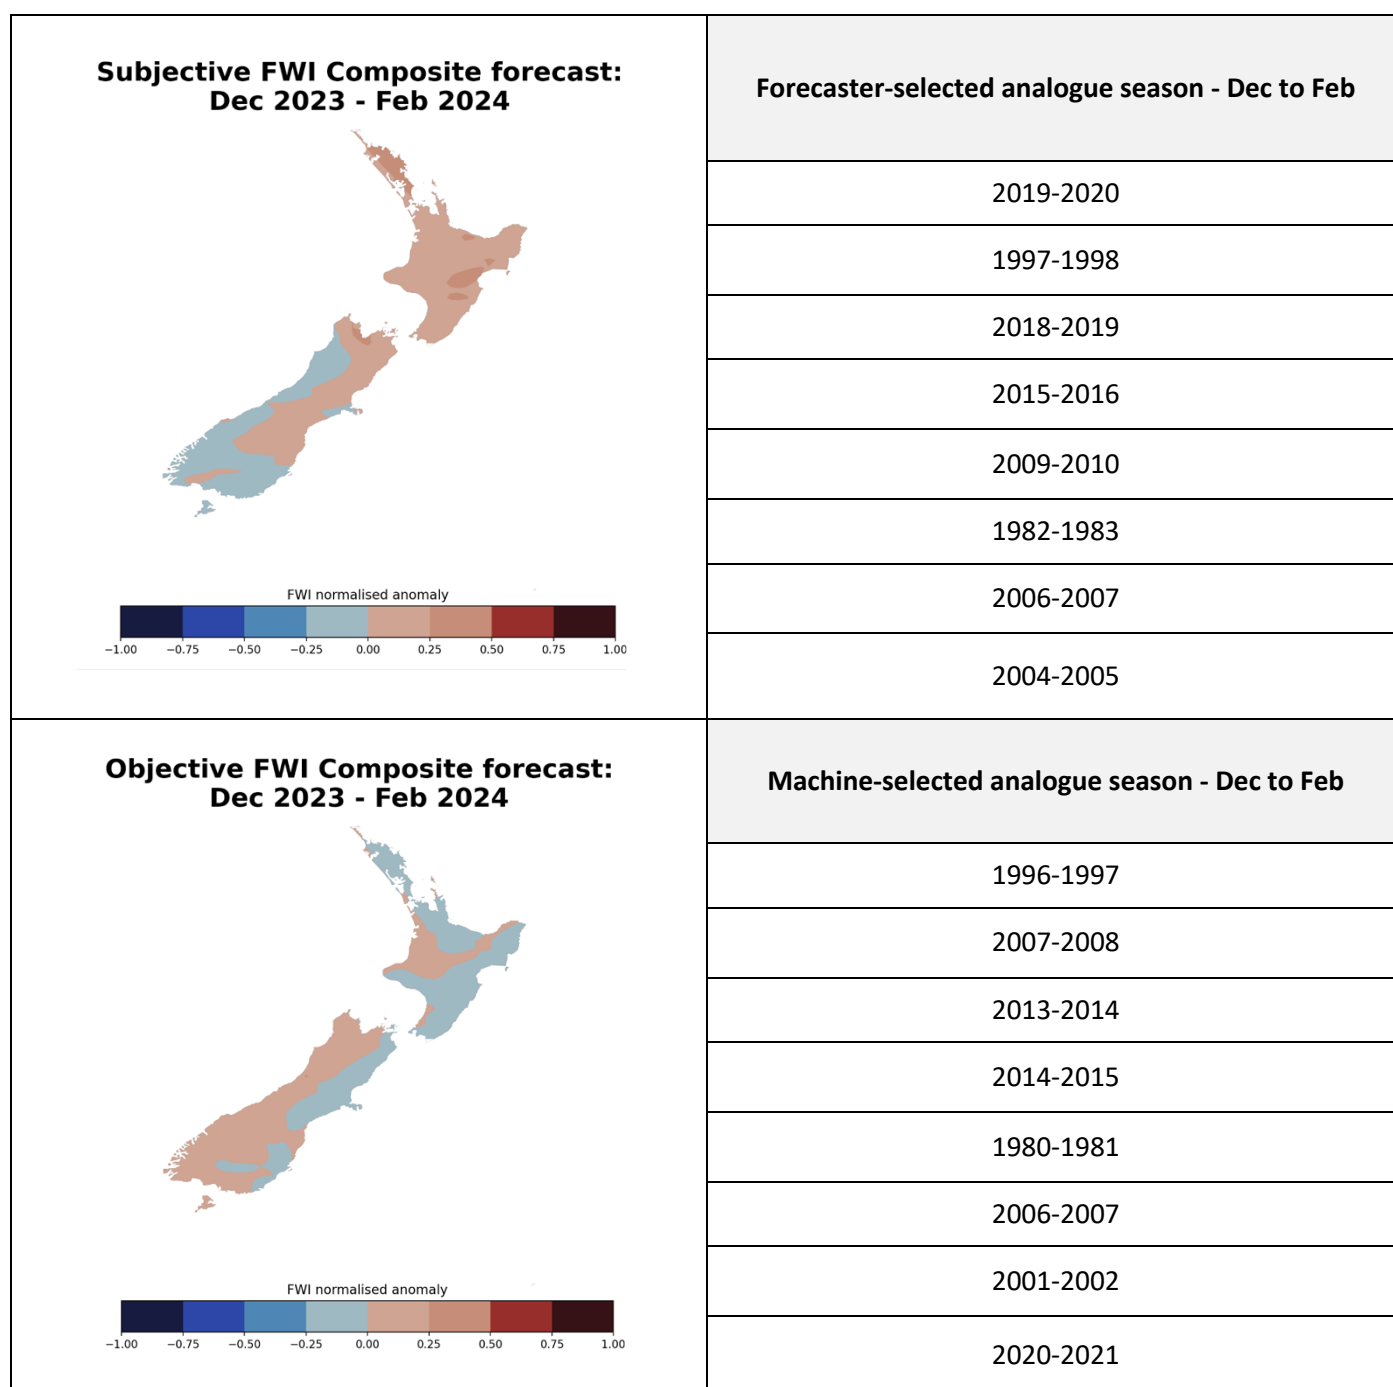 Subjective FWI Composite forecast:
Dec 2023 - Feb 2024
FWI normalised anomaly
−1.00 −0.75 −0.50 −0.25 0.00 0.25 0.50 0.75 1.00
Forecaster-selected analogue season - Dec to Feb
2019-2020
1997-1998
2018-2019
2015-2016
2009-2010
1982-1983
2006-2007
2004-2005
Objective FWI Composite forecast:
Dec 2023 - Feb 2024
FWI normalised anomaly
−1.00 −0.75 −0.50 −0.25 0.00 0.25 0.50 0.75 1.00
Machine-selected analogue season - Dec to Feb
1996-1997
2007-2008
2013-2014
2014-2015
1980-1981
2006-2007
2001-2002
2020-2021